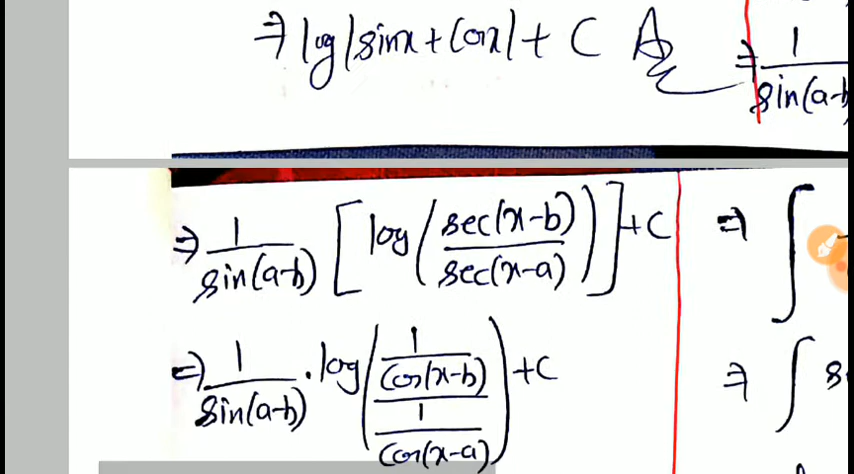 ⇒ log|sinx + cosx| + C Ans
⇒ 1/sin(a-b)
⇒ 1/sin(a-b) [log(sec(x-b)/sec(x-a))] + C
⇒ ∫
⇒ 1/sin(a-b) . log((1/cos(x-b))/(1/cos(x-a))) + C
⇒ ∫ s